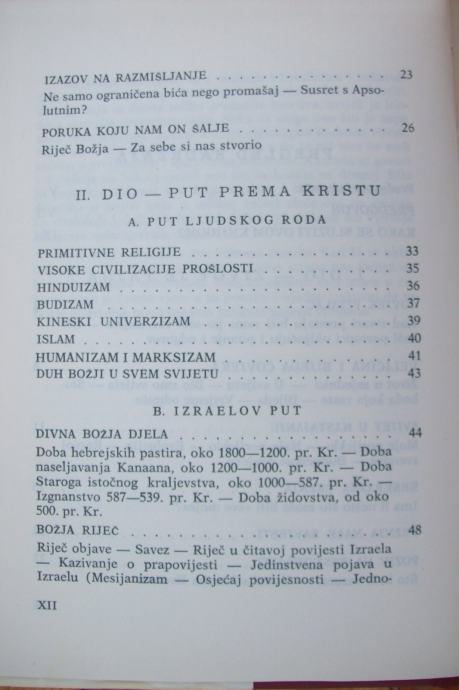 IZAZOV NA RAZMIŠLJANJE . . . . . . . . . . . . . . . 23
Ne samo ograničena bića nego promašaj — Susret s Apso-
lutnim?
PORUKA KOJU NAM ON ŠALJE . . . . . . . . . . . . . 26
Riječ Božja — Za sebe si nas stvorio
II. DIO — PUT PREMA KRISTU
A. PUT LJUDSKOG RODA
PRIMITIVNE RELIGIJE . . . . . . . . . . . . . . . . 33
VISOKE CIVILIZACIJE PROŠLOSTI . . . . . . . . . . . 35
HINDUIZAM . . . . . . . . . . . . . . . . . . . . . 36
BUDIZAM . . . . . . . . . . . . . . . . . . . . . . 37
KINESKI UNIVERZIZAM . . . . . . . . . . . . . . . . 39
ISLAM . . . . . . . . . . . . . . . . . . . . . . . 40
HUMANIZAM I MARKSIZAM . . . . . . . . . . . . . . . 41
DUH BOŽJI U SVEM SVIJETU . . . . . . . . . . . . . . 43
B. IZRAELOV PUT
DIVNA BOŽJA DJELA . . . . . . . . . . . . . . . . . 44
Doba hebrejskih pastira, oko 1800—1200. pr. Kr. — Doba
naseljavanja Kanaana, oko 1200—1000. pr. Kr. — Doba
Staroga istočnog kraljevstva, oko 1000—587. pr. Kr. —
Izgnanstvo 587—539. pr. Kr. — Doba židovstva, od oko
500. pr. Kr.
BOŽJA RIJEČ . . . . . . . . . . . . . . . . . . . . 48
Riječ objave — Savez — Riječ u čitavoj povijesti Izraela
— Kazivanje o prapovijesti — Jedinstvena pojava u
Izraelu (Mesijanizam — Osjećaj povijesnosti — Jedno-
XII